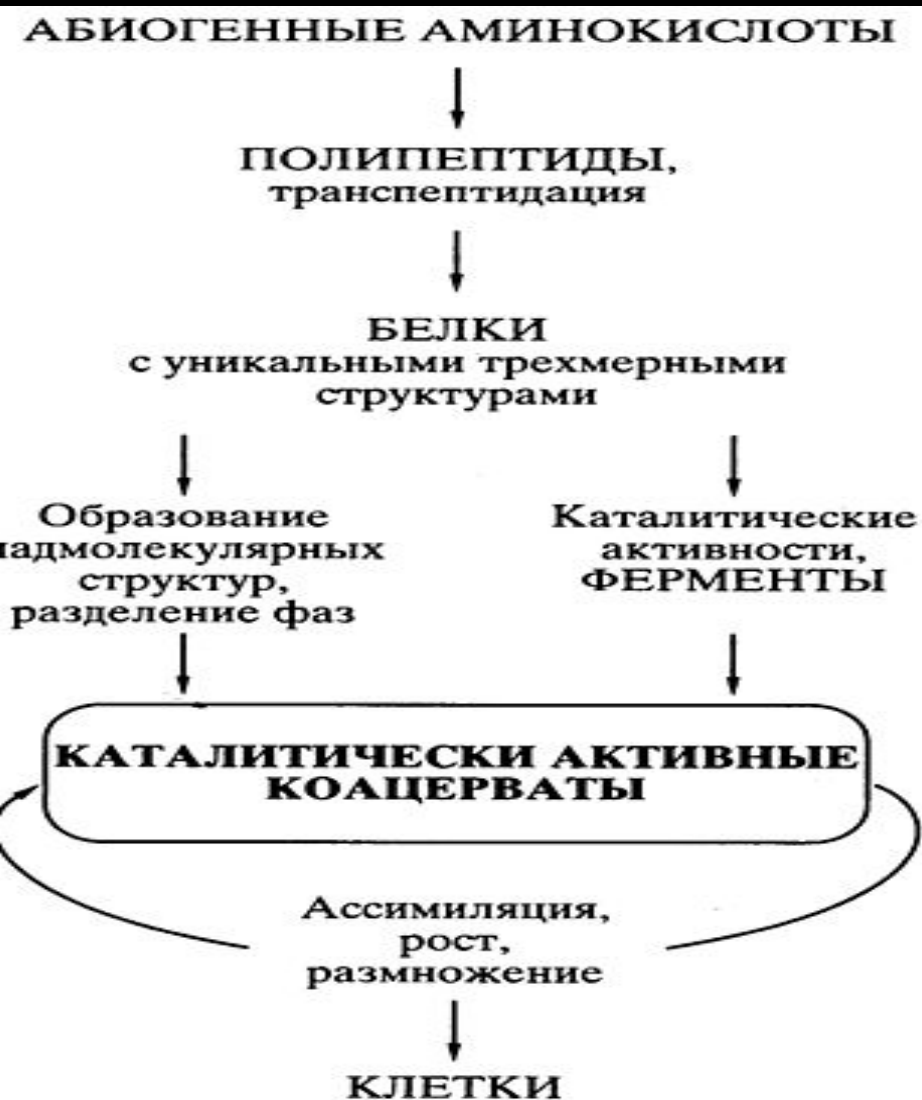 АБИОГЕННЫЕ АМИНОКИСЛОТЫ
ПОЛИПЕПТИДЫ,
транспептидация
БЕЛКИ
с уникальными трехмерными
структурами
Образование
надмолекулярных
структур,
разделение фаз
Каталитические
активности,
ФЕРМЕНТЫ
КАТАЛИТИЧЕСКИ АКТИВНЫЕ
КОАЦЕРВАТЫ
Ассимиляция,
рост,
размножение
КЛЕТКИ